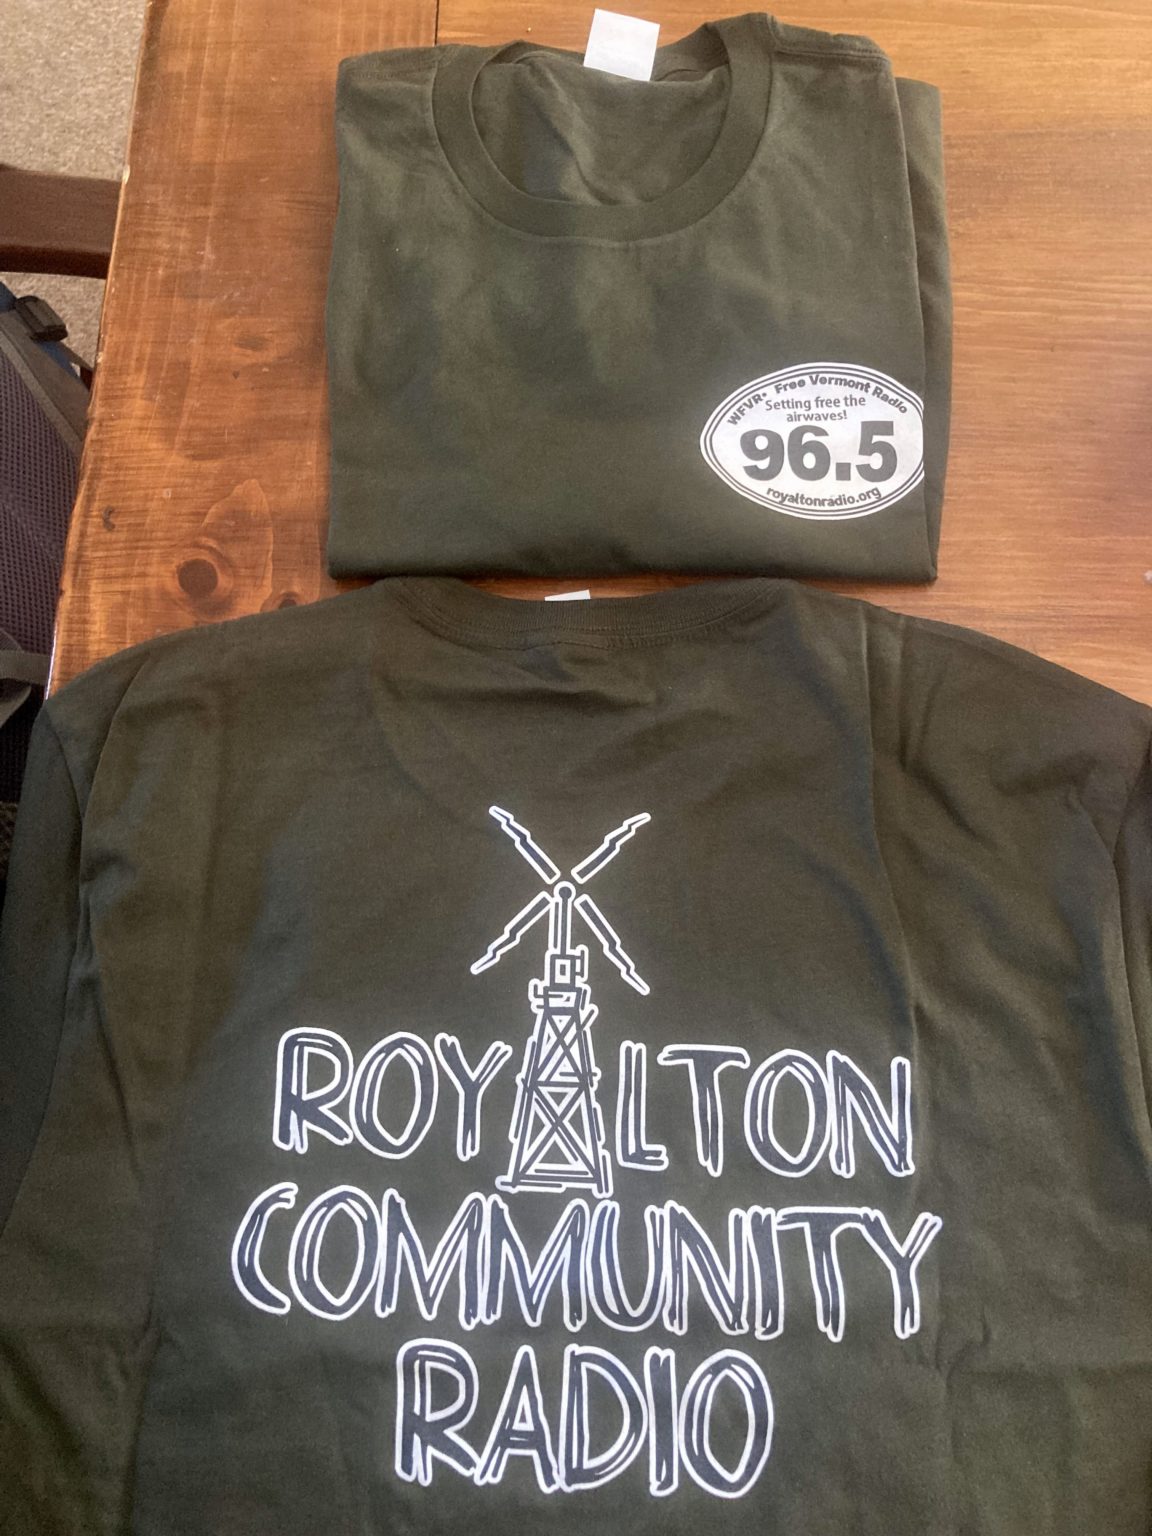 WFVR• Free Vermont Radio
Setting free the
airwaves!
96.5
royaltonradio.org
ROYALTON
COMMUNITY
RADIO